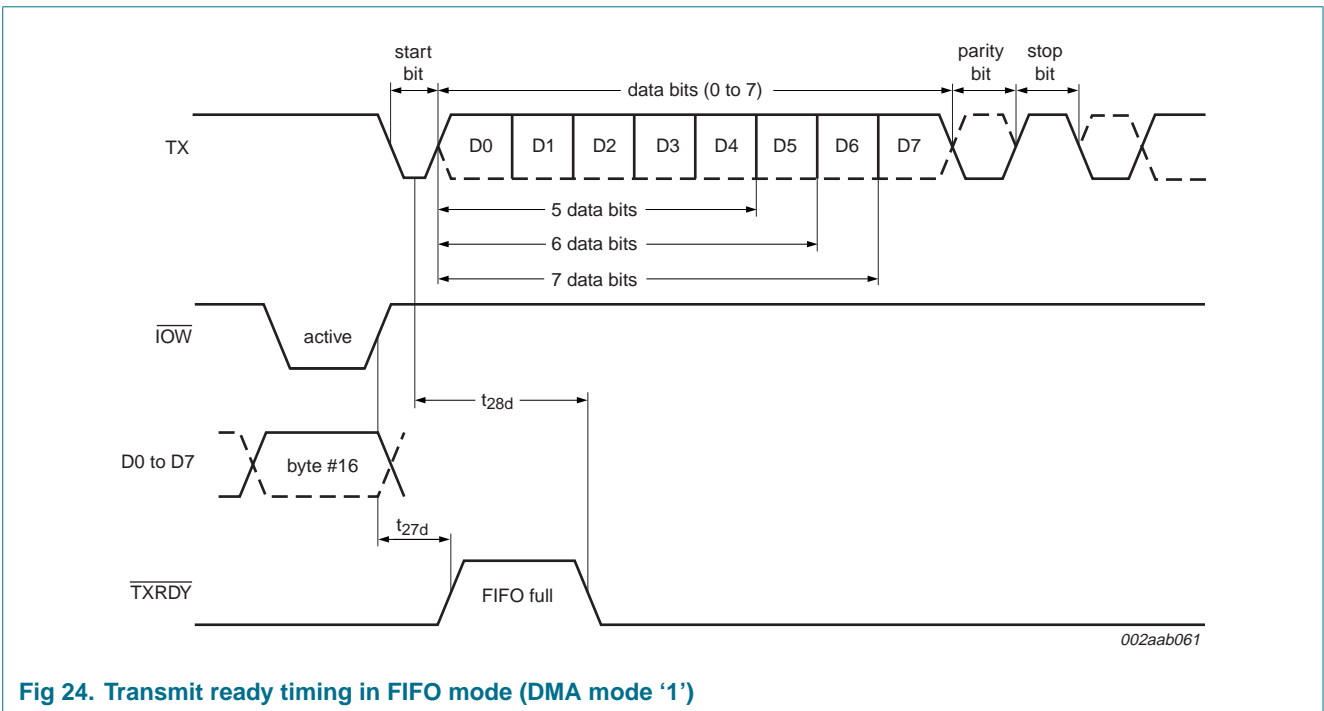 start
bit
data bits (0 to 7)
parity
bit
stop
bit
TX
D0 D1 D2 D3 D4 D5 D6 D7
5 data bits
6 data bits
7 data bits
IOW
active
t28d
D0 to D7
byte #16
t27d
TXRDY
FIFO full
002aab061
Fig 24. Transmit ready timing in FIFO mode (DMA mode ‘1’)